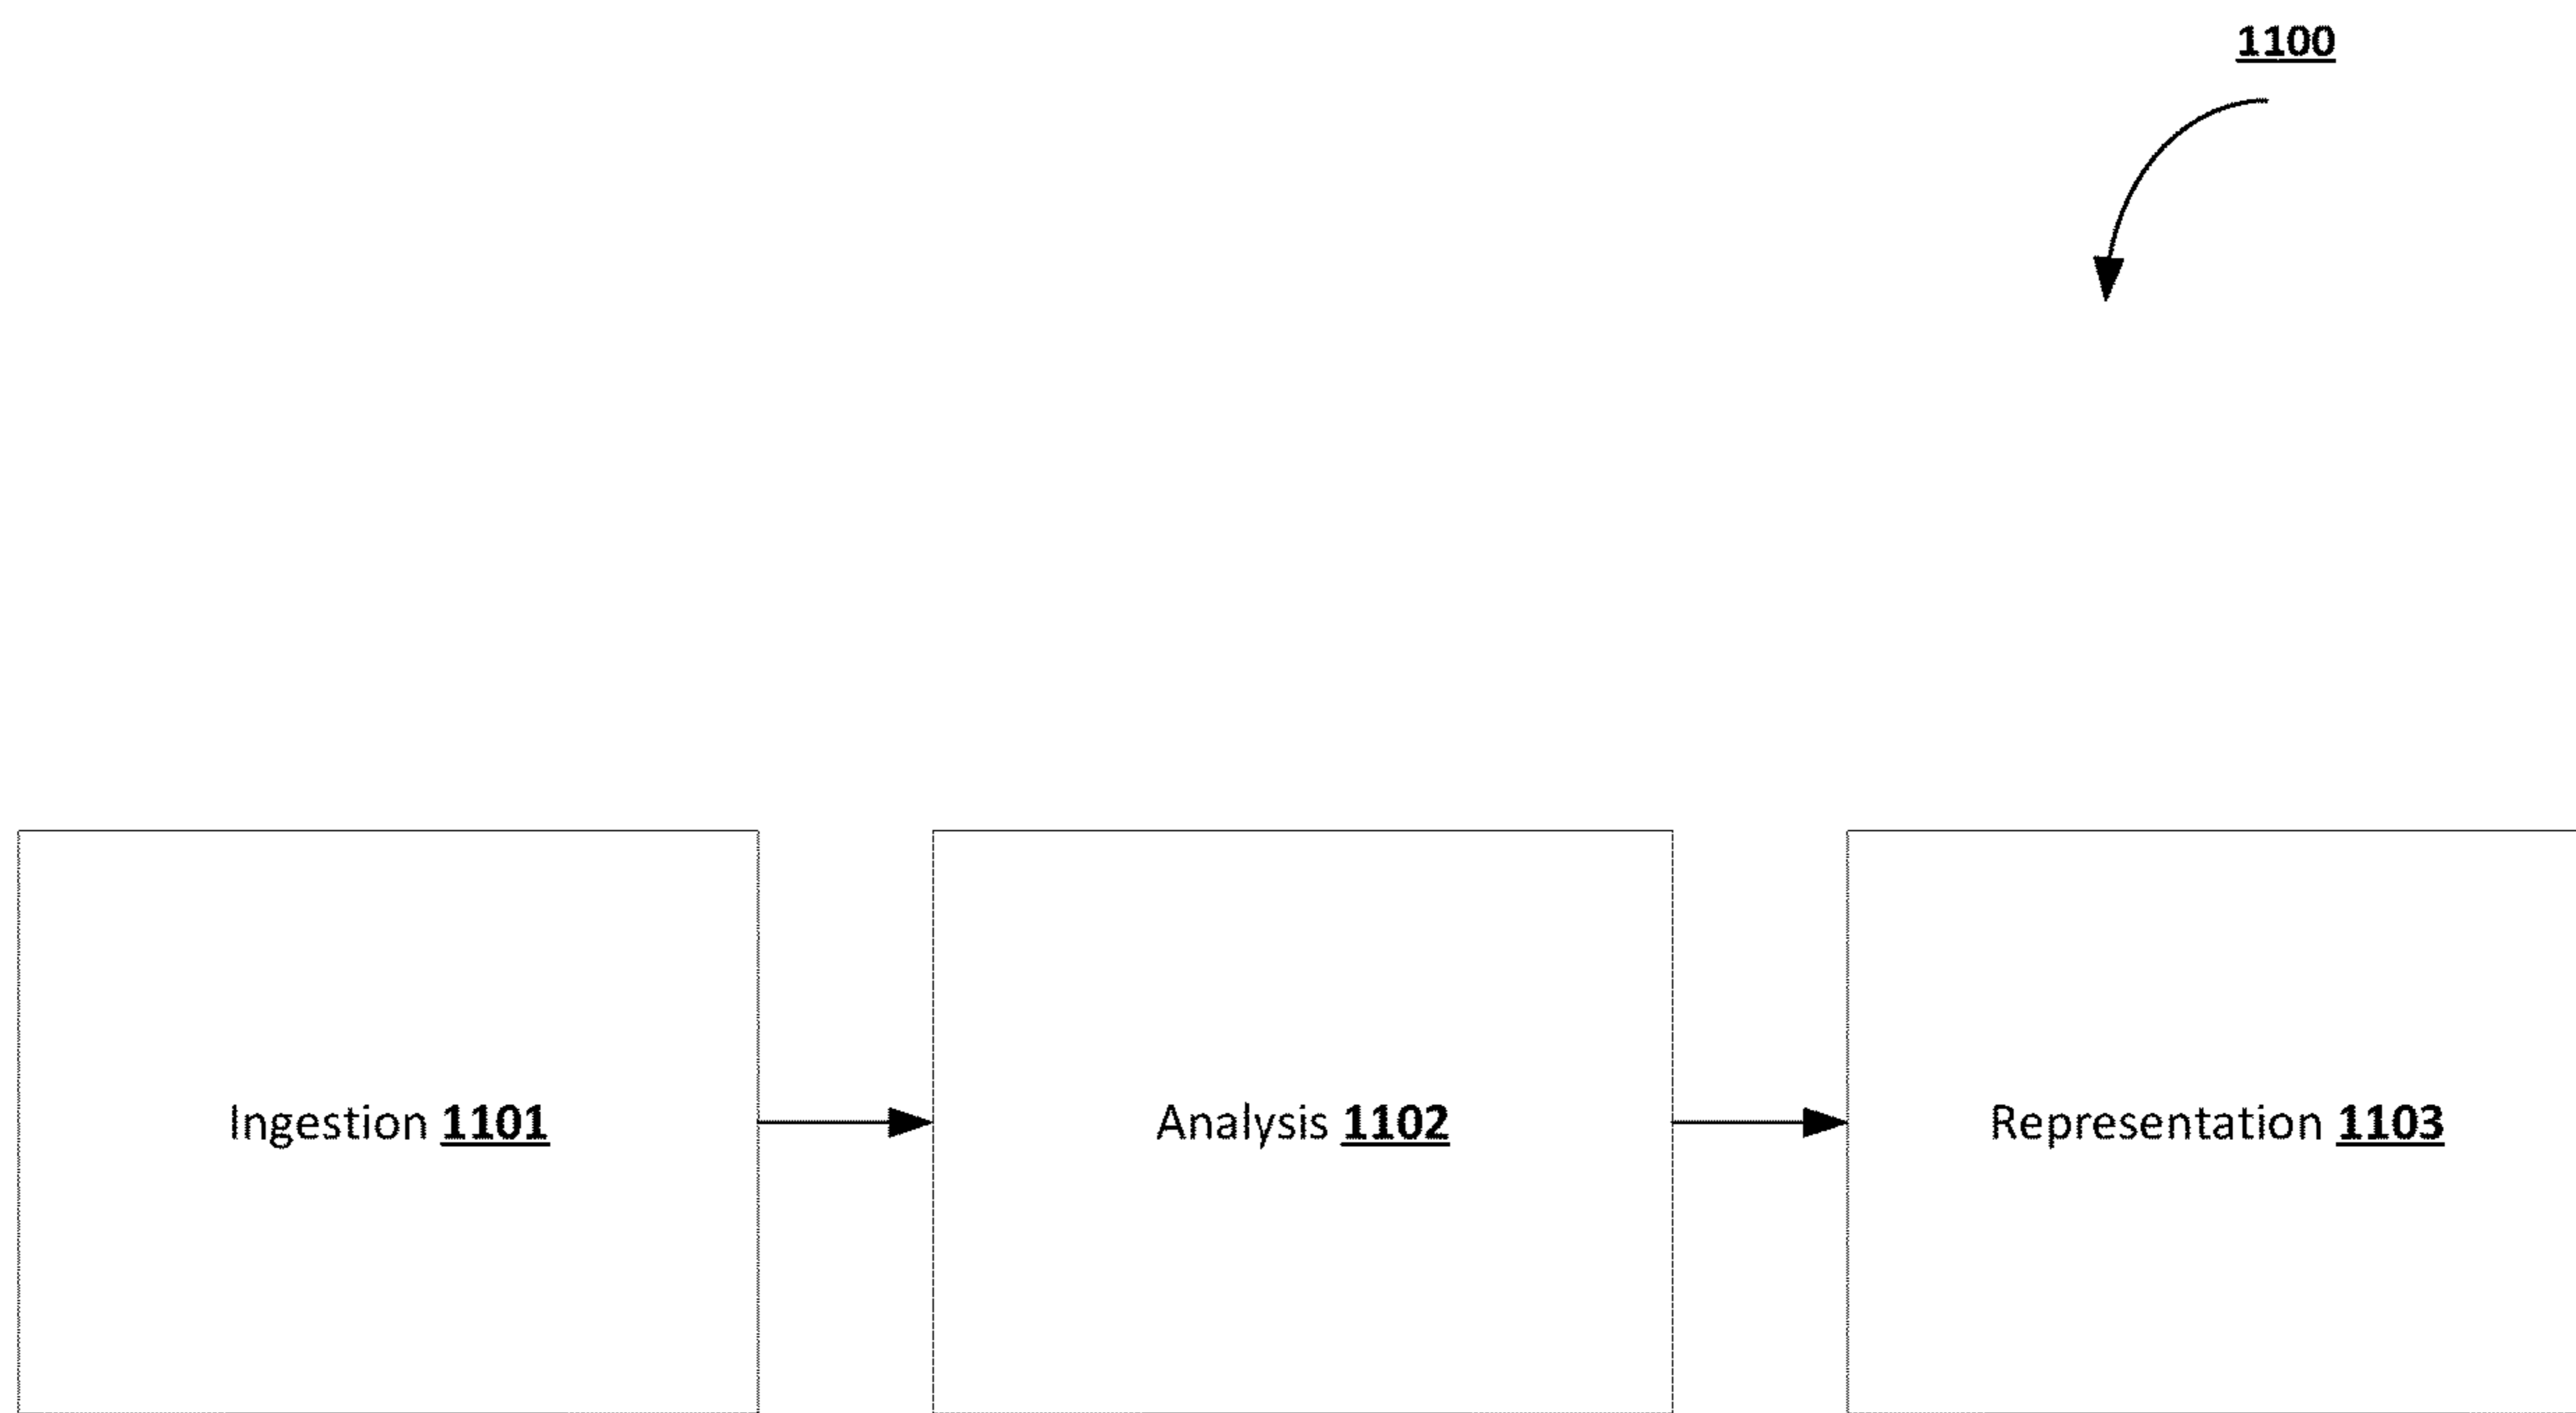 1100
Ingestion 1101
Analysis 1102
Representation 1103